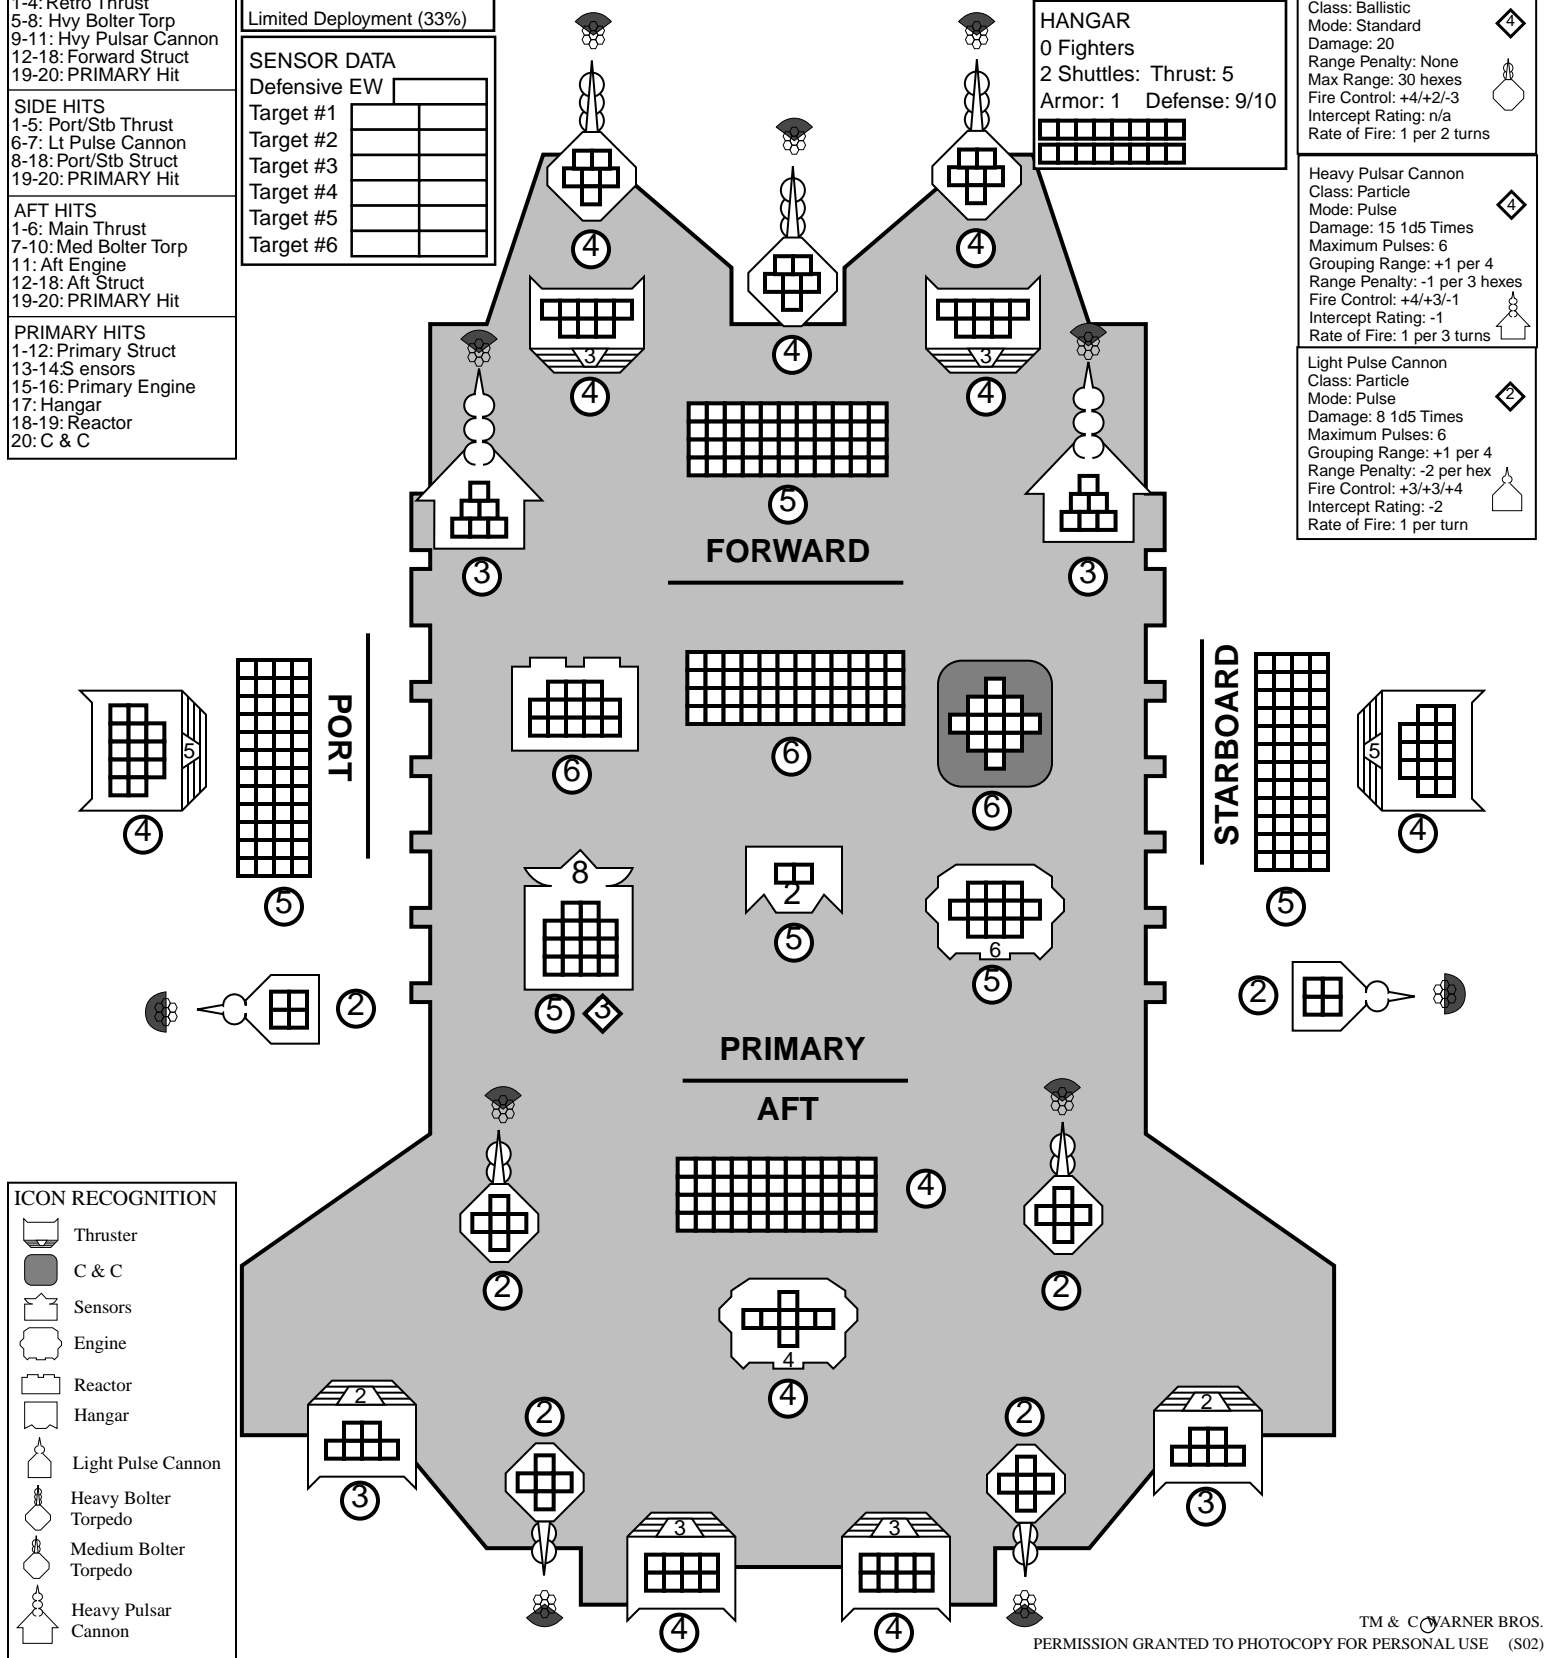 1-4: Retro Thrust
5-8: Hvy Bolter Torp
9-11: Hvy Pulsar Cannon
12-18: Forward Struct
19-20: PRIMARY Hit
SIDE HITS
1-5: Port/Stb Thrust
6-7: Lt Pulse Cannon
8-18: Port/Stb Struct
19-20: PRIMARY Hit
AFT HITS
1-6: Main Thrust
7-10: Med Bolter Torp
11: Aft Engine
12-18: Aft Struct
19-20: PRIMARY Hit
PRIMARY HITS
1-12: Primary Struct
13-14:S ensors
15-16: Primary Engine
17: Hangar
18-19: Reactor
20: C & C
Limited Deployment (33%)
SENSOR DATA
Defensive EW
Target #1
Target #2
Target #3
Target #4
Target #5
Target #6
HANGAR
0 Fighters
2 Shuttles: Thrust: 5
Armor: 1 Defense: 9/10
Class: Ballistic
Mode: Standard
Damage: 20
Range Penalty: None
Max Range: 30 hexes
Fire Control: +4/+2/-3
Intercept Rating: n/a
Rate of Fire: 1 per 2 turns
4
Heavy Pulsar Cannon
Class: Particle
Mode: Pulse
Damage: 15 1d5 Times
Maximum Pulses: 6
Grouping Range: +1 per 4
Range Penalty: -1 per 3 hexes
Fire Control: +4/+3/-1
Intercept Rating: -1
Rate of Fire: 1 per 3 turns
4
Light Pulse Cannon
Class: Particle
Mode: Pulse
Damage: 8 1d5 Times
Maximum Pulses: 6
Grouping Range: +1 per 4
Range Penalty: -2 per hex
Fire Control: +3/+3/+4
Intercept Rating: -2
Rate of Fire: 1 per turn
2
4 4
3 4 3
4 4
5
3 FORWARD 3
PORT
STARBOARD
5 5
6 6 6
4 4
8 2
5 5 6 5
5 3 5
2 2
PRIMARY
AFT
4
2 2
4
4
2 2 2 2
3 3
3 3
4 4
ICON RECOGNITION
Thruster
C & C
Sensors
Engine
Reactor
Hangar
Light Pulse Cannon
Heavy Bolter
Torpedo
Medium Bolter
Torpedo
Heavy Pulsar
Cannon
TM & C WARNER BROS.
PERMISSION GRANTED TO PHOTOCOPY FOR PERSONAL USE (S02)